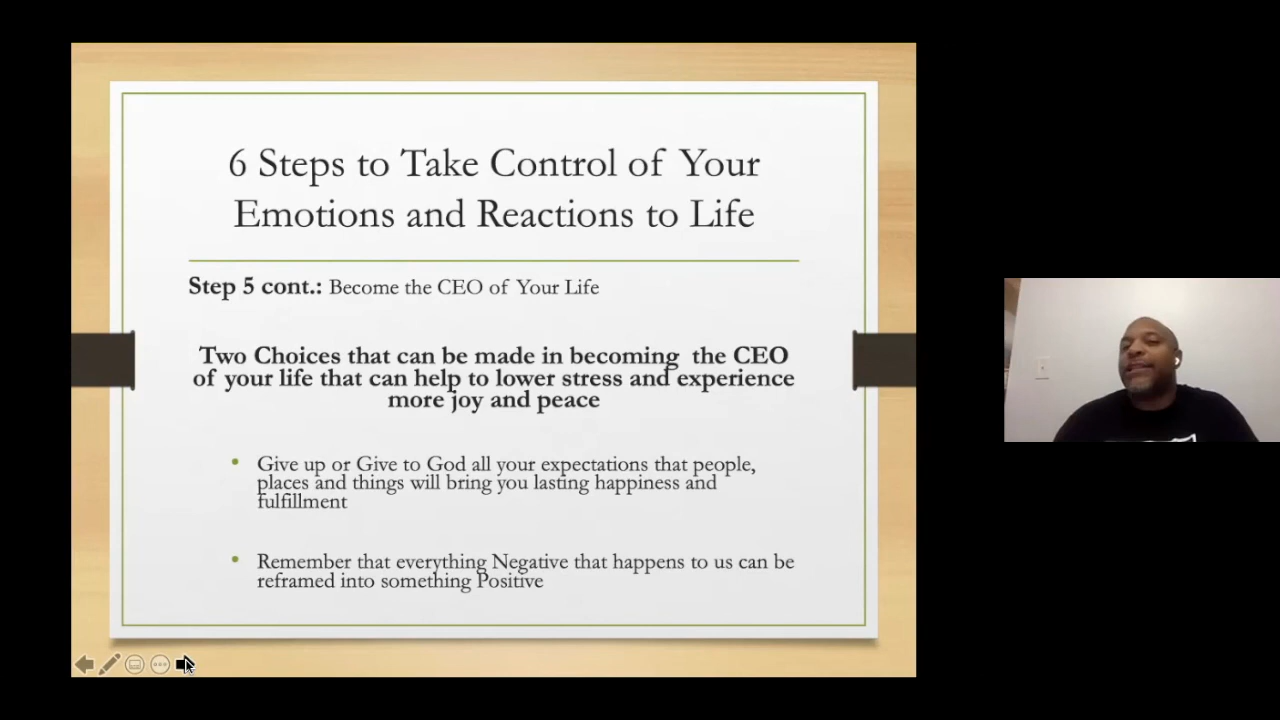 6 Steps to Take Control of Your
Emotions and Reactions to Life
Step 5 cont.: Become the CEO of Your Life
Two Choices that can be made in becoming the CEO
of your life that can help to lower stress and experience
more joy and peace
• Give up or Give to God all your expectations that people,
places and things will bring you lasting happiness and
fulfillment
• Remember that everything Negative that happens to us can be
reframed into something Positive